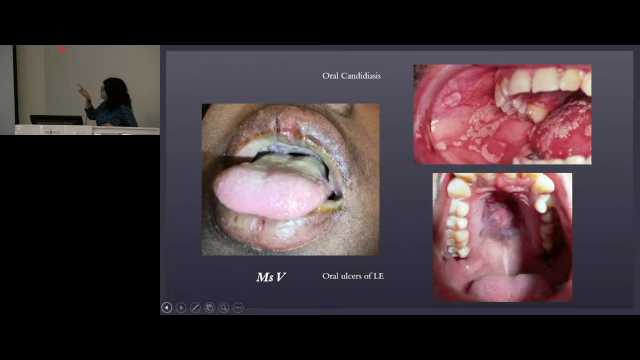 Oral Candidiasis
Ms V
Oral ulcers of LE